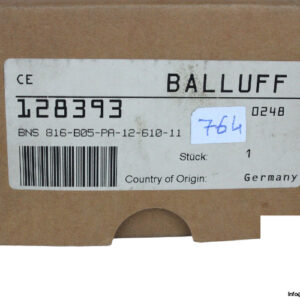 CE BALLUFF
128393 0248
BNS 816-B05-PA-12-610-11
764
Stück: 1
Country of Origin: Germany